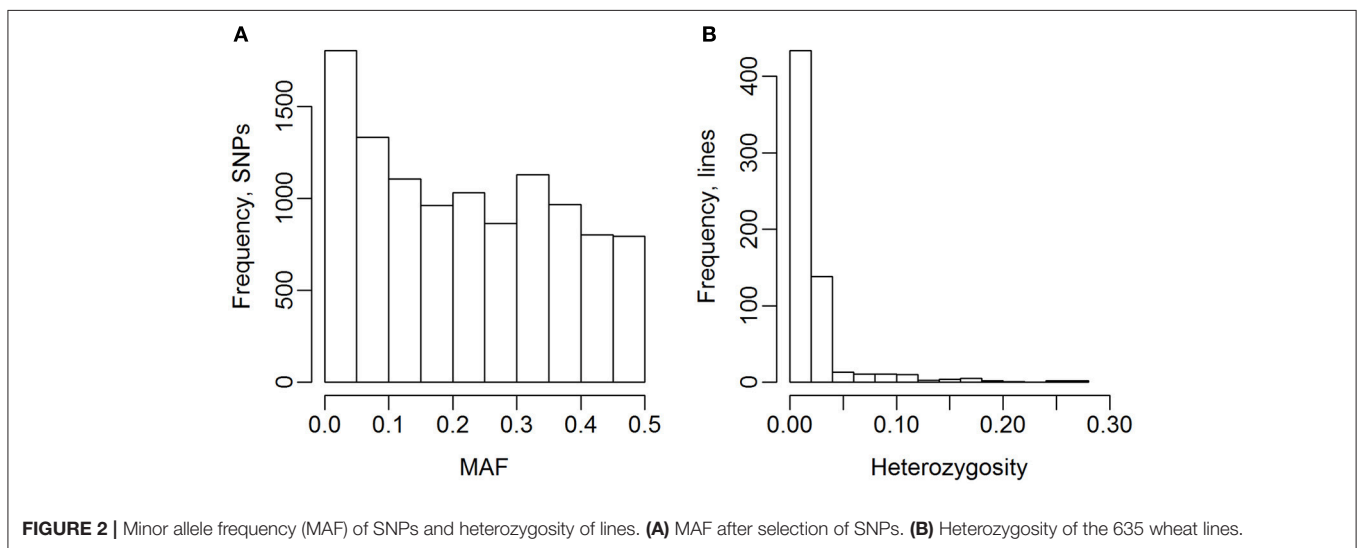 A
Frequency, SNPs
0
500
1000
1500
0.0 0.1 0.2 0.3 0.4 0.5
MAF
B
Frequency, lines
0
100
200
300
400
0.00 0.10 0.20 0.30
Heterozygosity
FIGURE 2 | Minor allele frequency (MAF) of SNPs and heterozygosity of lines. (A) MAF after selection of SNPs. (B) Heterozygosity of the 635 wheat lines.